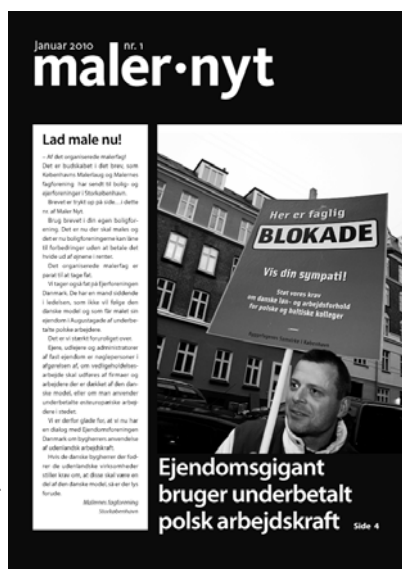 Januar 2010 nr. 1
maler·nyt
Lad male nu!
– Af det organiserede malerfag!
Det er budskabet i det brev, som
Københavns Malerlaug og Malernes
fagforening har sendt til bolig- og
ejerforeninger i Storkøbenhavn.
Brevet er trykt op på side... i dette
nr. af Maler Nyt.
Brug brevet i din egen boligfor-
ening. Det er nu der skal males og
det er nu boligforeningerne kan låne
til forbedringer uden at betale det
hvide ud af øjnene i renter.
Det organiserede malerfag er
parat til at tage fat.
Vi tager også fat på Ejerforeningen
Danmark. De har en mand siddende
i ledelsen, som ikke vil følge den
danske model og som får malet sin
ejendom i Augustagade af underbe-
talte polske arbejdere.
Det er vi stærkt foruroliget over.
Ejere, udlejere og administratorer
af fast ejendom er nøglepersoner i
afgørelsen af, om vedligeholdelses-
arbejde skal udføres af firmaer og
arbejdere der er dækket af den dan-
ske model, eller om man anvender
underbetalte østeuropæiske arbej-
dere i stedet.
Vi er derfor glade for, at vi nu har
en dialog med Ejendomsforeningen
Danmark om bygherrens anvendelse
af udenlandsk arbejdskraft.
Hvis de danske bygherrer der fod-
rer de udenlandske virksomheder
stiller krav om, at disse skal være en
del af den danske model, så er der lys
forude.
Malernes fagforening
Storkøbenhavn
Her er faglig
BLOKADE
Vis din sympati!
Støt vores krav
om danske løn- og arbejdsforhold
for polske og baltiske kolleger
Fagbevægelsens
i København
Ejendomsgigant
bruger underbetalt
polsk arbejdskraft Side 4